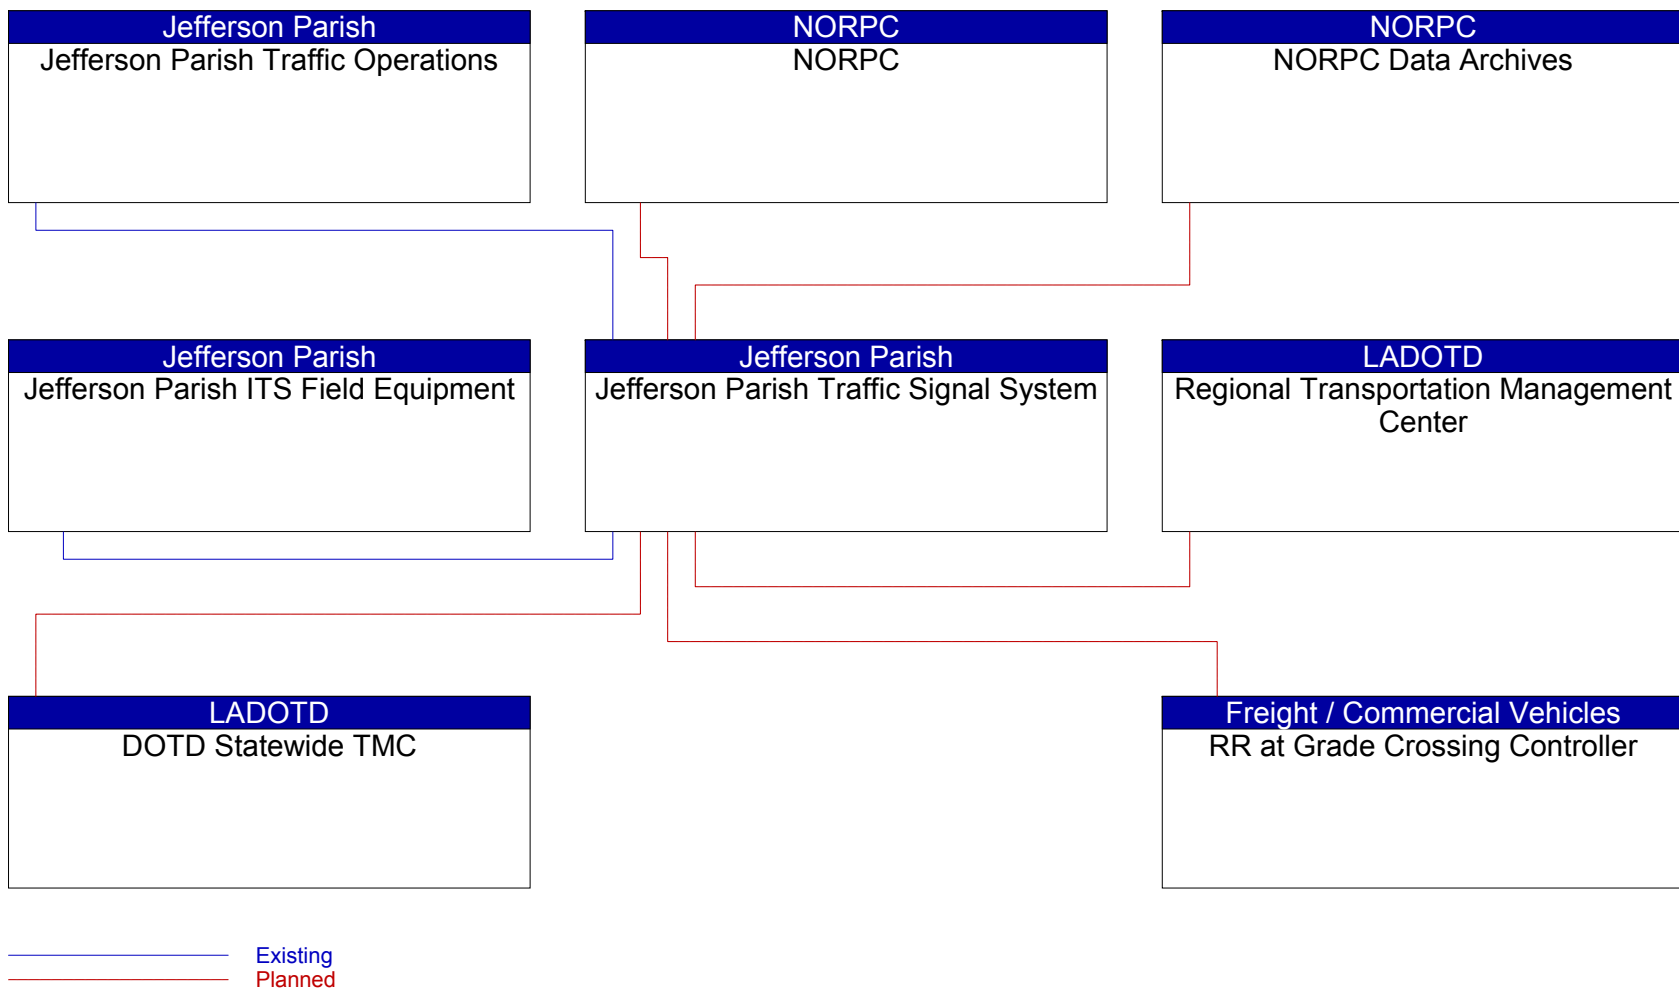 Jefferson Parish
Jefferson Parish Traffic Operations
NORPC
NORPC
NORPC
NORPC Data Archives
Jefferson Parish
Jefferson Parish ITS Field Equipment
Jefferson Parish
Jefferson Parish Traffic Signal System
LADOTD
Regional Transportation Management
Center
LADOTD
DOTD Statewide TMC
Freight / Commercial Vehicles
RR at Grade Crossing Controller
Existing
Planned